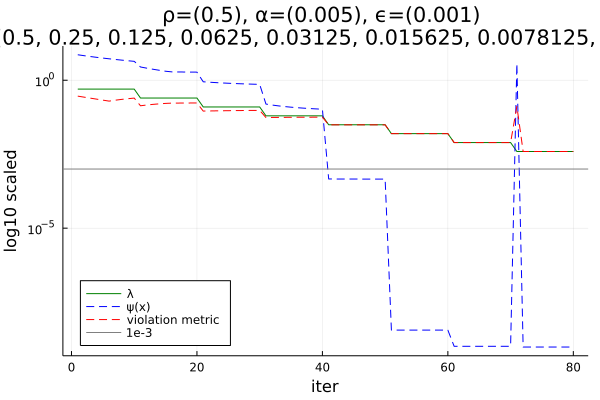 ρ=(0.5), α=(0.005), ϵ=(0.001)
0.5, 0.25, 0.125, 0.0625, 0.03125, 0.015625, 0.0078125,
10⁰
10⁻⁵
log10 scaled
λ
ψ(x)
violation metric
1e-3
0 20 40 60 80
iter